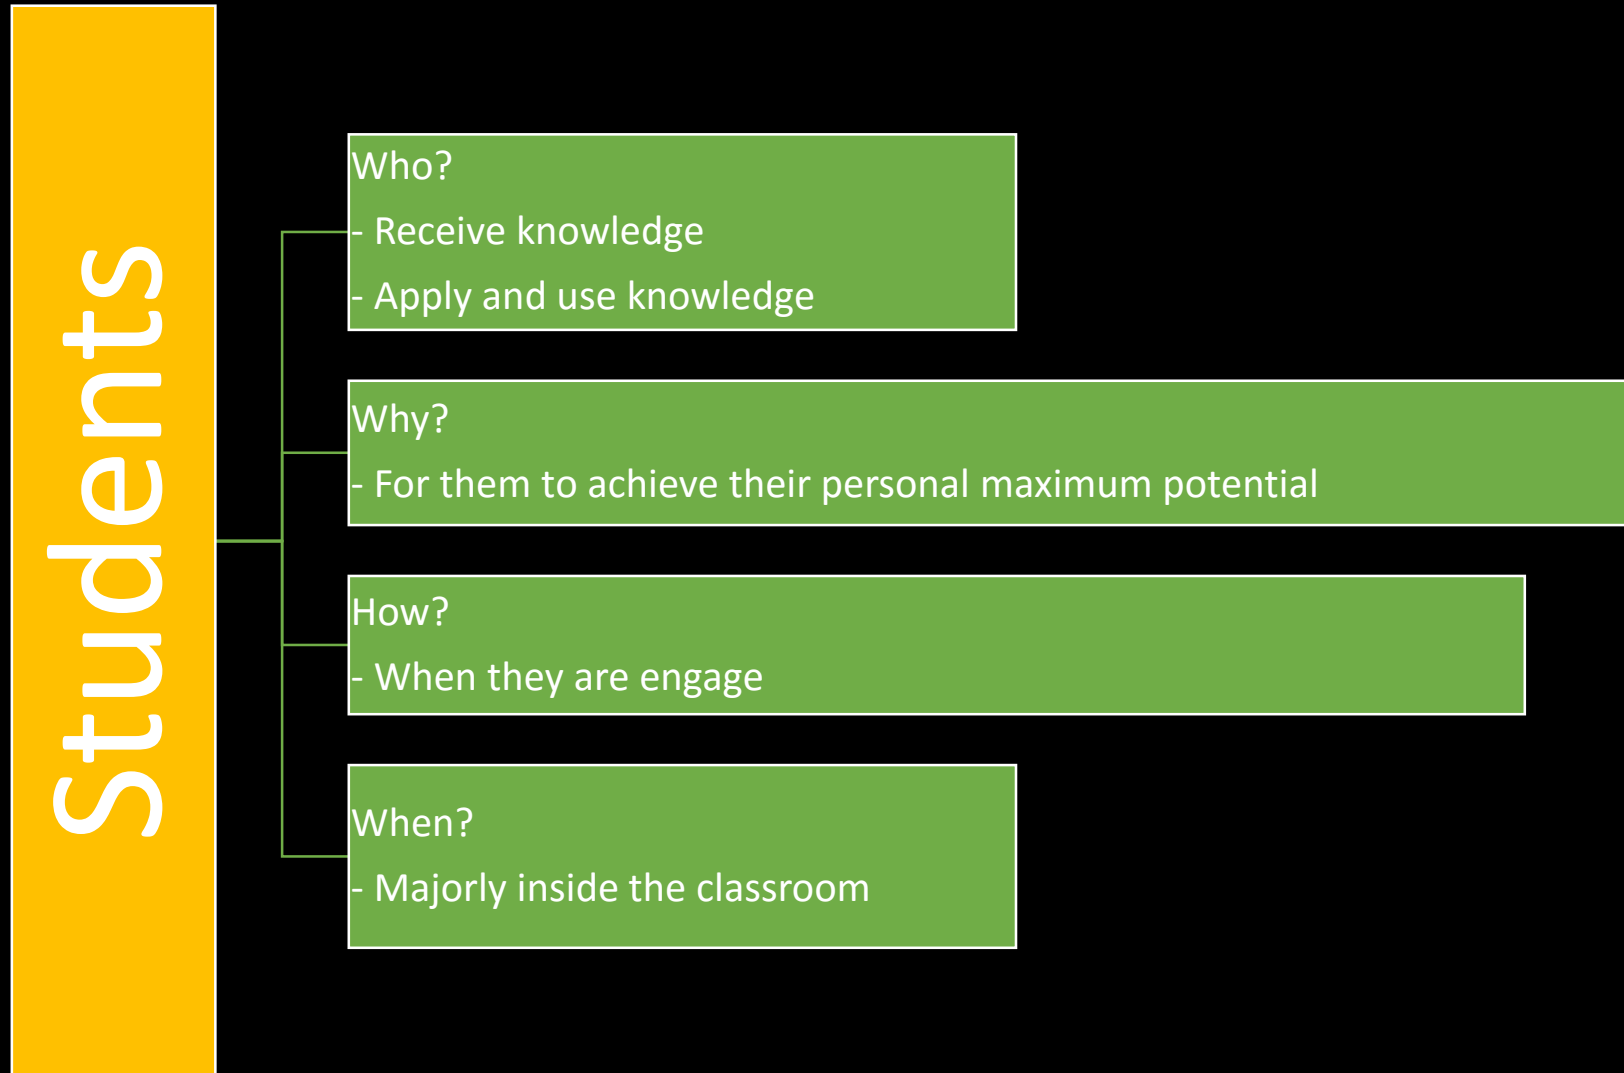 Students
Who?
- Receive knowledge
- Apply and use knowledge
Why?
- For them to achieve their personal maximum potential
How?
- When they are engage
When?
- Majorly inside the classroom